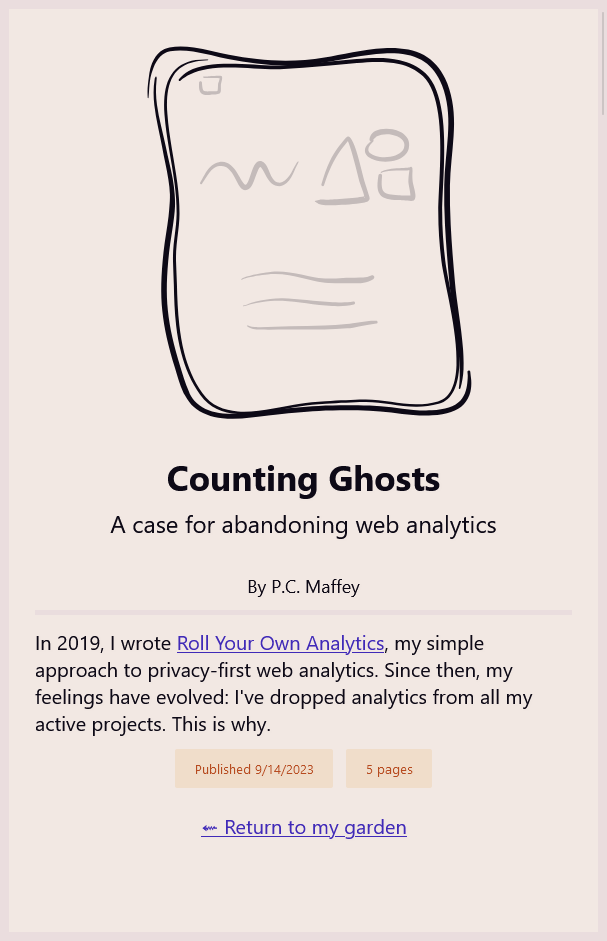 Counting Ghosts
A case for abandoning web analytics
By P.C. Maffey
In 2019, I wrote Roll Your Own Analytics, my simple
approach to privacy-first web analytics. Since then, my
feelings have evolved: I've dropped analytics from all my
active projects. This is why.
Published 9/14/2023
5 pages
⬳ Return to my garden